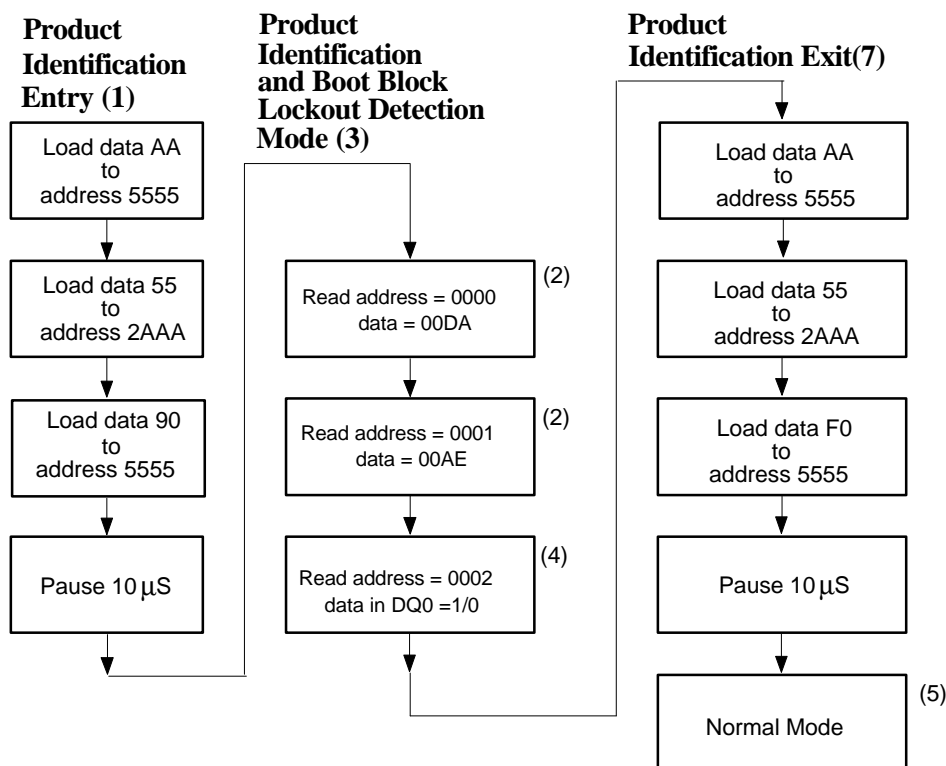 Product
Identification
Entry (1)
Load data AA
to
address 5555
Load data 55
to
address 2AAA
Load data 90
to
address 5555
Pause 10 μS
Product
Identification
and Boot Block
Lockout Detection
Mode (3)
Read address = 0000
data = 00DA
(2)
Read address = 0001
data = 00AE
(2)
Read address = 0002
data in DQ0 =1/0
(4)
Product
Identification Exit(7)
Load data AA
to
address 5555
Load data 55
to
address 2AAA
Load data F0
to
address 5555
Pause 10 μS
Normal Mode
(5)